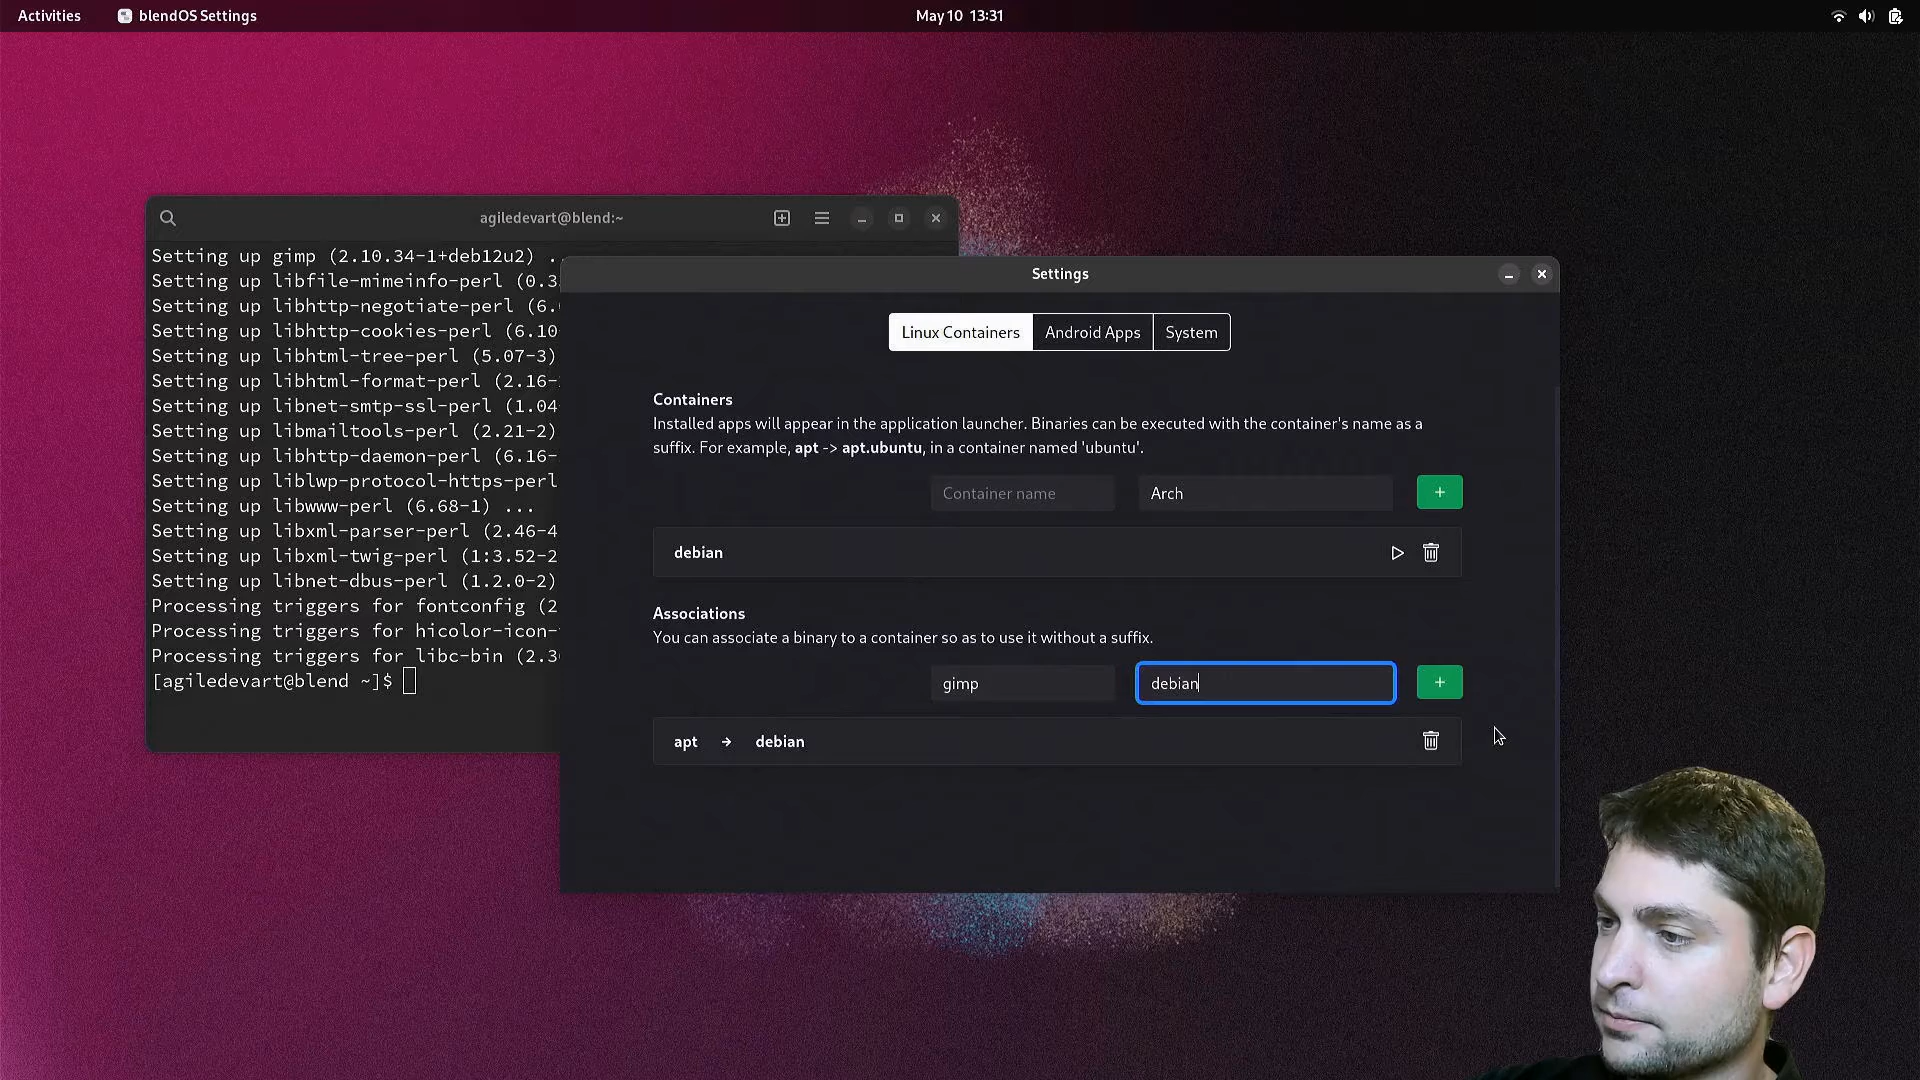 Activities
blendOS Settings
May 10 13:31
agiledevart@blend:~
Setting up gimp (2.10.34-1+deb12u2) ..
Setting up libfile-mimeinfo-perl (0.3
Setting up libhttp-negotiate-perl (6.
Setting up libhttp-cookies-perl (6.10-
Setting up libhtml-tree-perl (5.07-3)
Setting up libhtml-format-perl (2.16-
Setting up libnet-smtp-ssl-perl (1.04
Setting up libmailtools-perl (2.21-2)
Setting up libhttp-daemon-perl (6.16-
Setting up liblwp-protocol-https-perl
Setting up libwww-perl (6.68-1) ...
Setting up libxml-parser-perl (2.46-4
Setting up libxml-twig-perl (1:3.52-2
Setting up libnet-dbus-perl (1.2.0-2)
Processing triggers for fontconfig (2
Processing triggers for hicolor-icon-
Processing triggers for libc-bin (2.3
[agiledevart@blend ~]$
Settings
Linux Containers
Android Apps
System
Containers
Installed apps will appear in the application launcher. Binaries can be executed with the container's name as a
suffix. For example, apt -> apt.ubuntu, in a container named 'ubuntu'.
Container name
Arch
+
debian
Associations
You can associate a binary to a container so as to use it without a suffix.
gimp
debian
+
apt → debian